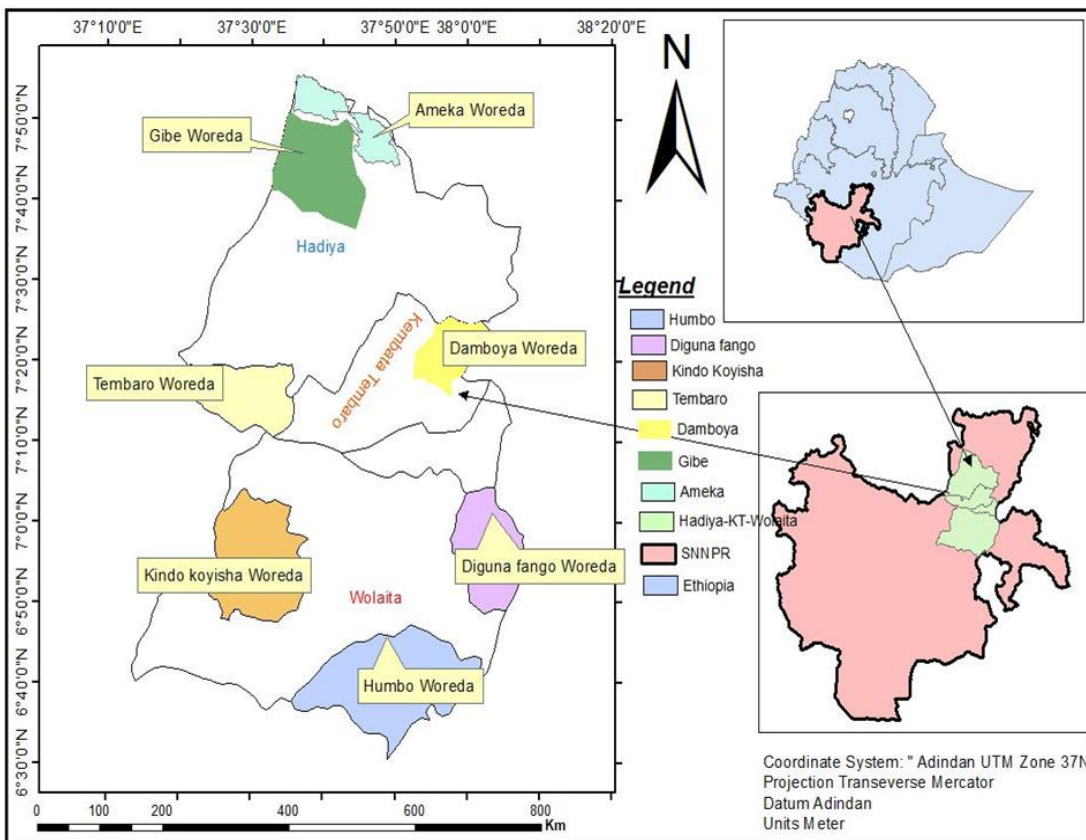 37°10'0"E
37°30'0"E
37°50'0"E
38°0'0"E
38°20'0"E
7°50'0"N
7°40'0"N
7°30'0"N
7°20'0"N
7°10'0"N
7°0'0"N
6°50'0"N
6°40'0"N
6°30'0"N
N
Ameka Woreda
Gibe Woreda
Hadiya
Kembata Tembaro
Damboya Woreda
Tembaro Woreda
Kindo koyisha Woreda
Diguna fango Woreda
Wolaita
Humbo Woreda
0 100 200 400 600 800
Km
Legend
Humbo
Diguna fango
Kindo Koyisha
Tembaro
Damboya
Gibe
Ameka
Hadiya-KT-Wolaita
SNNPR
Ethiopia
Coordinate System: " Adindan UTM Zone 37N
Projection Transeverse Mercator
Datum Adindan
Units Meter